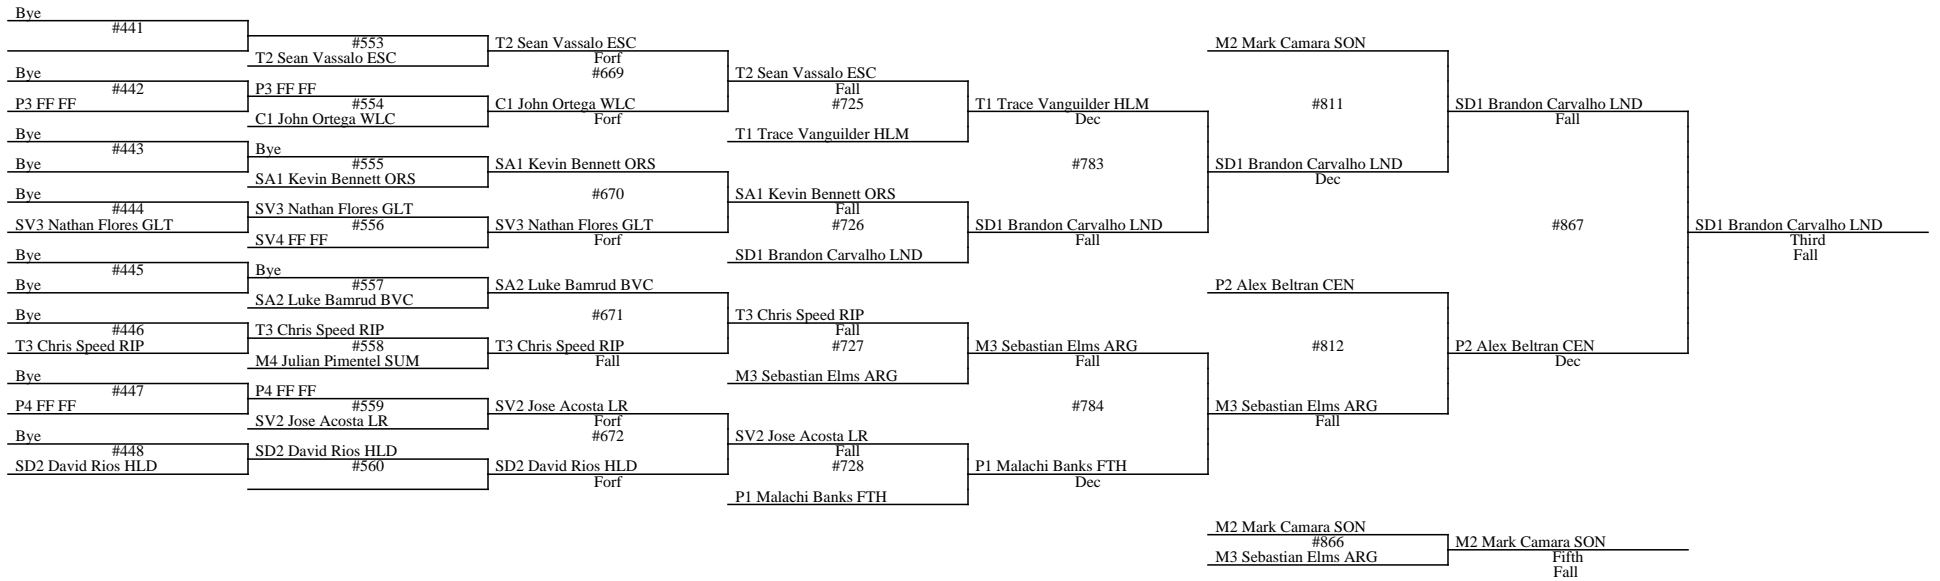 Bye
#441
#553
T2 Sean Vassalo ESC
T2 Sean Vassalo ESC
Forf
Bye
#442
P3 FF FF
P3 FF FF
#554
C1 John Ortega WLC
#669
C1 John Ortega WLC
Forf
T2 Sean Vassalo ESC
Fall
#725
T1 Trace Vanguilder HLM
T1 Trace Vanguilder HLM
Dec
Bye
#443
Bye
Bye
#555
SA1 Kevin Bennett ORS
SA1 Kevin Bennett ORS
Bye
#444
SV3 Nathan Flores GLT
SV3 Nathan Flores GLT
#556
SV4 FF FF
#670
SV3 Nathan Flores GLT
Forf
SA1 Kevin Bennett ORS
Fall
#726
SD1 Brandon Carvalho LND
SD1 Brandon Carvalho LND
Fall
#783
M2 Mark Camara SON
#811
SD1 Brandon Carvalho LND
Dec
SD1 Brandon Carvalho LND
Fall
Bye
#445
Bye
Bye
#557
SA2 Luke Bamrud BVC
SA2 Luke Bamrud BVC
Bye
#446
T3 Chris Speed RIP
T3 Chris Speed RIP
#558
M4 Julian Pimentel SUM
#671
T3 Chris Speed RIP
Fall
T3 Chris Speed RIP
Fall
#727
M3 Sebastian Elms ARG
M3 Sebastian Elms ARG
Fall
Bye
#447
P4 FF FF
P4 FF FF
#559
SV2 Jose Acosta LR
SV2 Jose Acosta LR
Forf
Bye
#448
SD2 David Rios HLD
SD2 David Rios HLD
#560
#672
SD2 David Rios HLD
Forf
SV2 Jose Acosta LR
Fall
#728
P1 Malachi Banks FTH
P1 Malachi Banks FTH
Dec
#784
P2 Alex Beltran CEN
#812
M3 Sebastian Elms ARG
Fall
P2 Alex Beltran CEN
Dec
#867
SD1 Brandon Carvalho LND
Third
Fall
M2 Mark Camara SON
#866
M3 Sebastian Elms ARG
M2 Mark Camara SON
Fifth
Fall